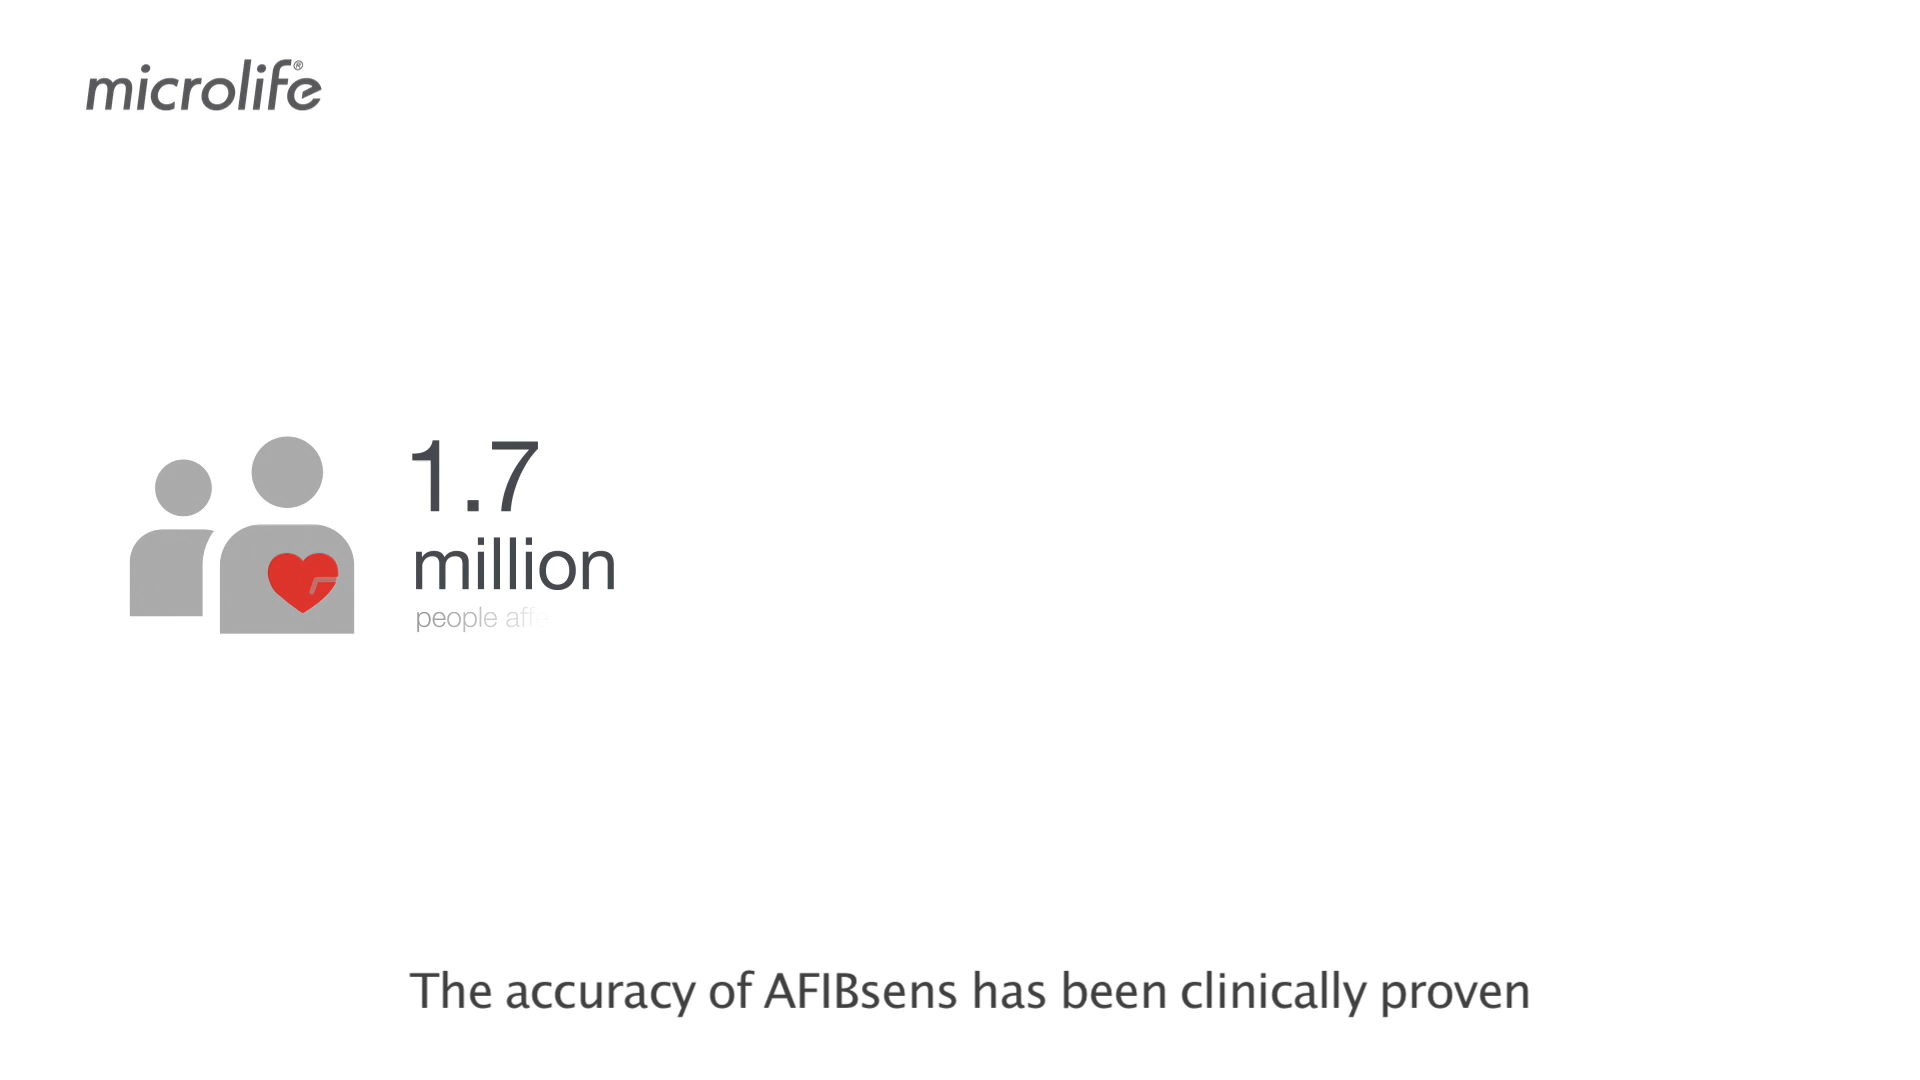 microlife®
1.7
million
people
The accuracy of AFIBsens has been clinically proven